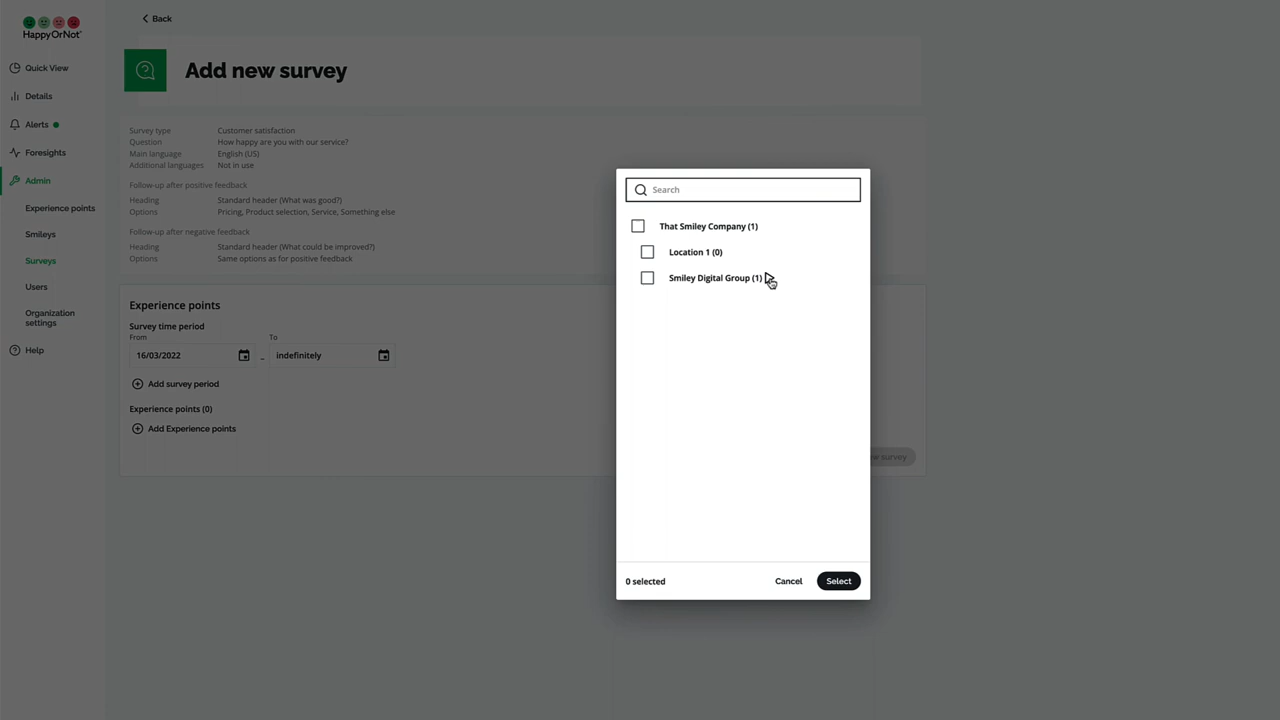 HappyOrNot®
Quick View
Details
Alerts
Foresights
Admin
Experience points
Smileys
Surveys
Users
Organization
settings
Help
Back
Add new survey
Survey type Customer satisfaction
Question How happy are you with our service?
Main language English (US)
Additional languages Not in use
Follow-up after positive feedback
Heading Standard header (What was good?)
Options Pricing, Product selection, Service, Something else
Follow-up after negative feedback
Heading Standard header (What could be improved?)
Options Same options as for positive feedback
Experience points
Survey time period
From To
16/03/2022 – indefinitely
Add survey period
Experience points (0)
Add Experience points
survey
Search
That Smiley Company (1)
Location 1 (0)
Smiley Digital Group (1)
0 selected Cancel Select